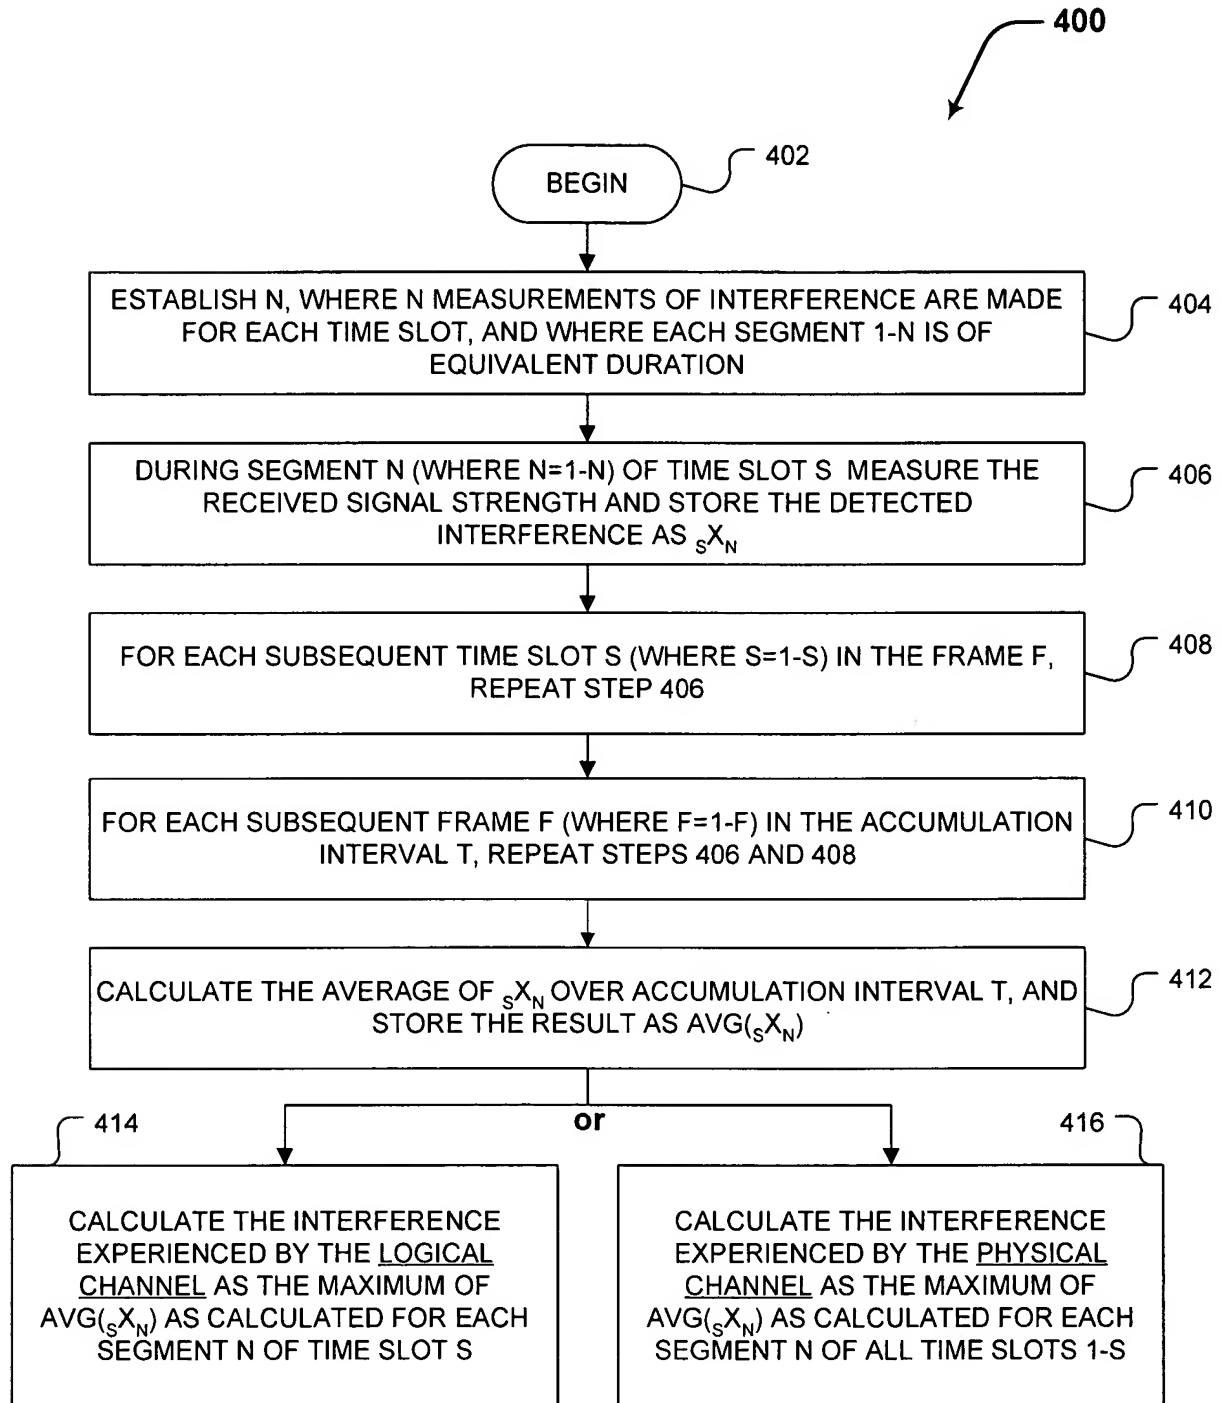 400
BEGIN
402
ESTABLISH N, WHERE N MEASUREMENTS OF INTERFERENCE ARE MADE
FOR EACH TIME SLOT, AND WHERE EACH SEGMENT 1-N IS OF
EQUIVALENT DURATION
404
DURING SEGMENT N (WHERE N=1-N) OF TIME SLOT S MEASURE THE
RECEIVED SIGNAL STRENGTH AND STORE THE DETECTED
INTERFERENCE AS SXN
406
FOR EACH SUBSEQUENT TIME SLOT S (WHERE S=1-S) IN THE FRAME F,
REPEAT STEP 406
408
FOR EACH SUBSEQUENT FRAME F (WHERE F=1-F) IN THE ACCUMULATION
INTERVAL T, REPEAT STEPS 406 AND 408
410
CALCULATE THE AVERAGE OF SXN OVER ACCUMULATION INTERVAL T, AND
STORE THE RESULT AS AVG(SXN)
412
or
414
CALCULATE THE INTERFERENCE
EXPERIENCED BY THE LOGICAL
CHANNEL AS THE MAXIMUM OF
AVG(SXN) AS CALCULATED FOR EACH
SEGMENT N OF TIME SLOT S
416
CALCULATE THE INTERFERENCE
EXPERIENCED BY THE PHYSICAL
CHANNEL AS THE MAXIMUM OF
AVG(SXN) AS CALCULATED FOR EACH
SEGMENT N OF ALL TIME SLOTS 1-S